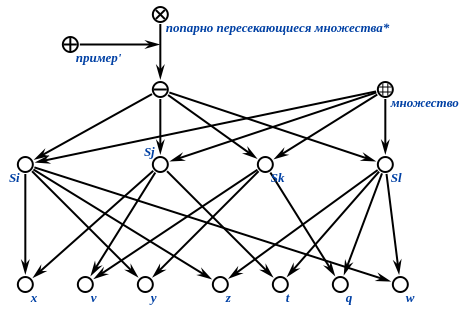 попарно пересекающиеся множества*
пример'
множество
Sj
Si
Sk
Sl
x
v
y
z
t
q
w